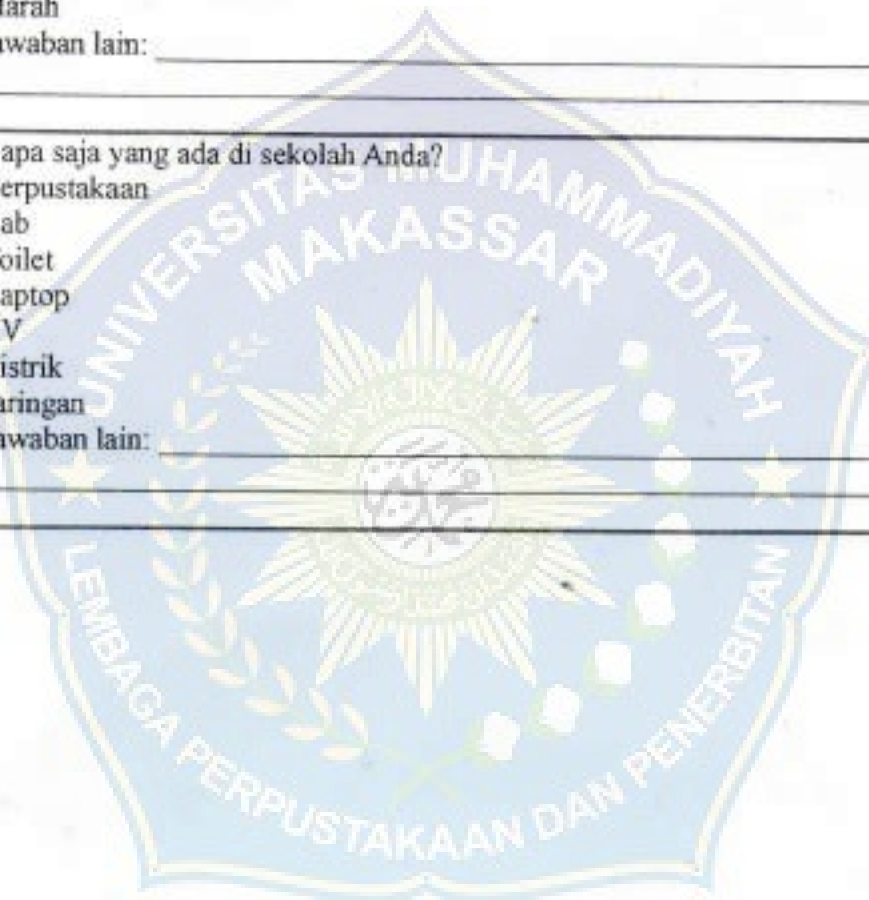 larah
awaban lain:
apa saja yang ada di sekolah Anda?
erpustakaan
ab
oilet
aptop
V
istrik
aringan
awaban lain:
UNIVERSITAS MUHAMMADIYAH
MAKASSAR
LEMBAGA PERPUSTAKAAN DAN PENERBITAN